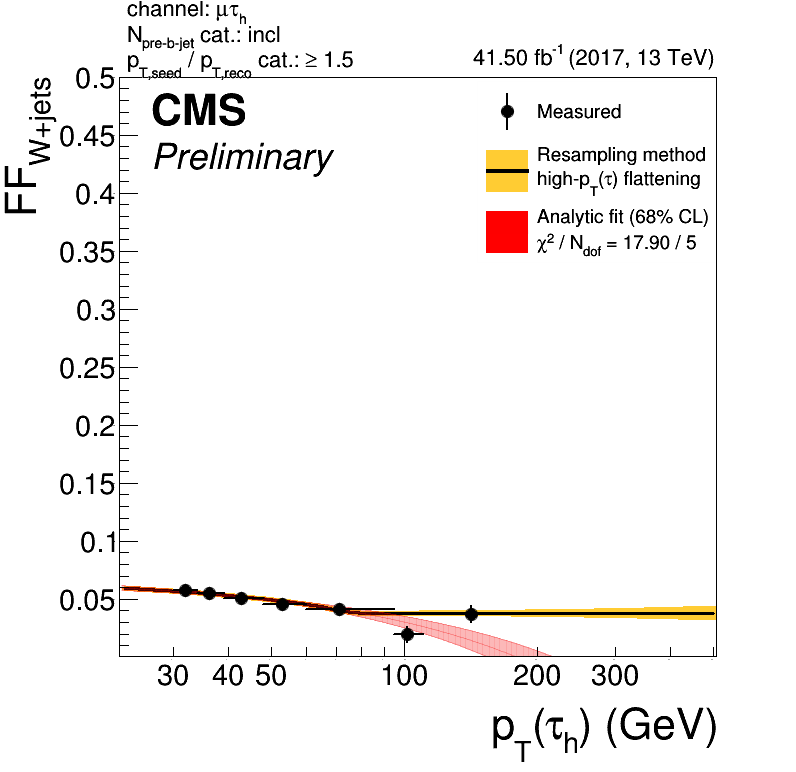 channel: μτh
Npre-b-jet cat.: incl
pT,seed / pT,reco cat.: ≥ 1.5
41.50 fb-1 (2017, 13 TeV)
CMS
Preliminary
Measured
Resampling method
high-pT(τ) flattening
Analytic fit (68% CL)
χ2 / Ndof = 17.90 / 5
FFW+jets
0.5
0.45
0.4
0.35
0.3
0.25
0.2
0.15
0.1
0.05
30 40 50 100 200 300
pT(τh) (GeV)